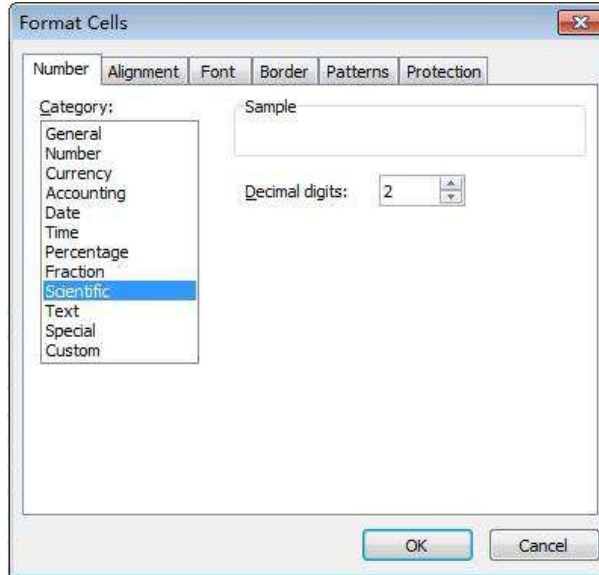 Format Cells
Number Alignment Font Border Patterns Protection
Category:
Sample
General
Number
Currency
Accounting
Decimal digits: 2
Date
Time
Percentage
Fraction
Scientific
Text
Special
Custom
OK Cancel